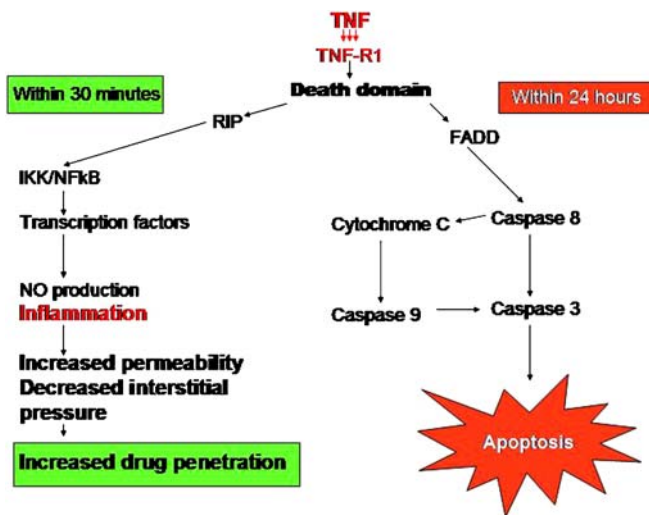 TNF
TNF-R1
Within 30 minutes
Death domain
Within 24 hours
RIP
FADD
IKK/NFkB
Transcription factors
Cytochrome C
Caspase 8
NO production
Inflammation
Caspase 9
Caspase 3
Increased permeability
Decreased interstitial
pressure
Apoptosis
Increased drug penetration